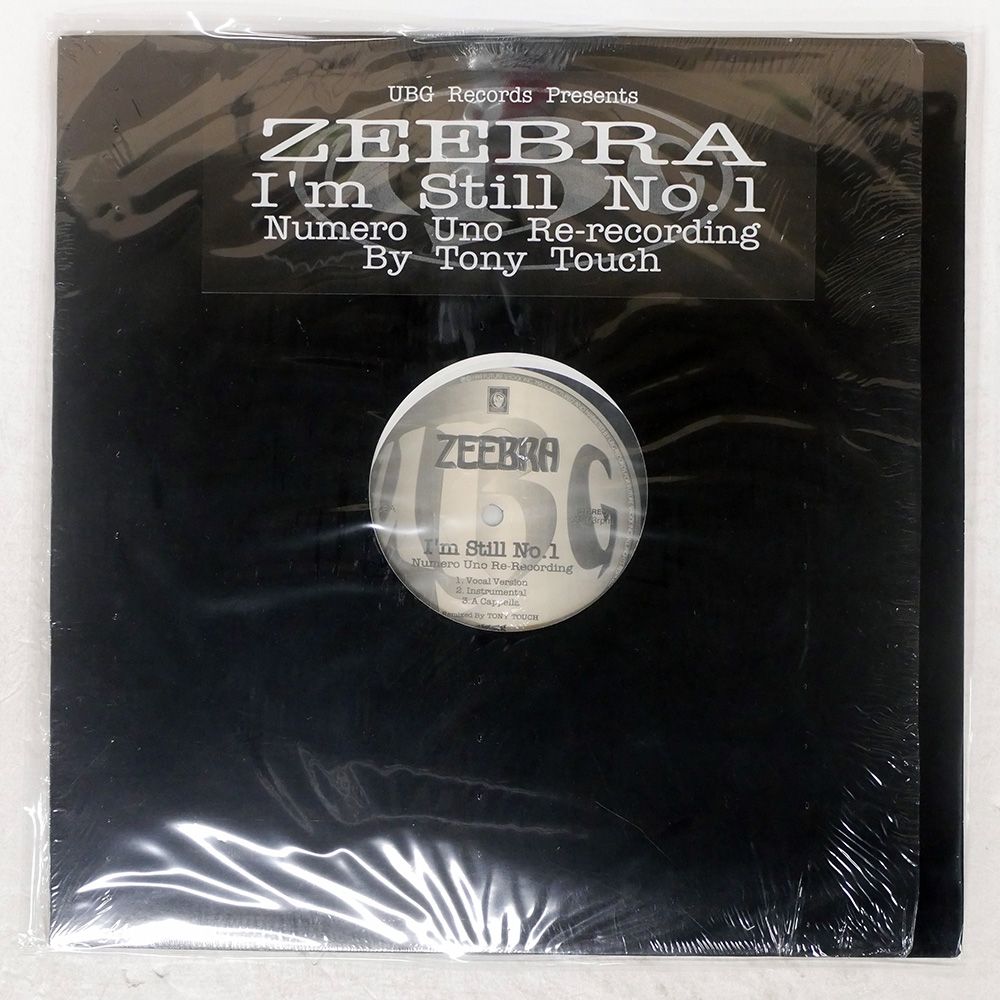 UBG Records Presents
ZEEBRA
I'm Still No.1
Numero Uno Re-recording
By Tony Touch
ZEEBRA
UBG
I'm Still No.1
Numero Uno Re-Recording
1. Vocal Version
2. Instrumental
3. A Cappella
Remixed By TONY TOUCH